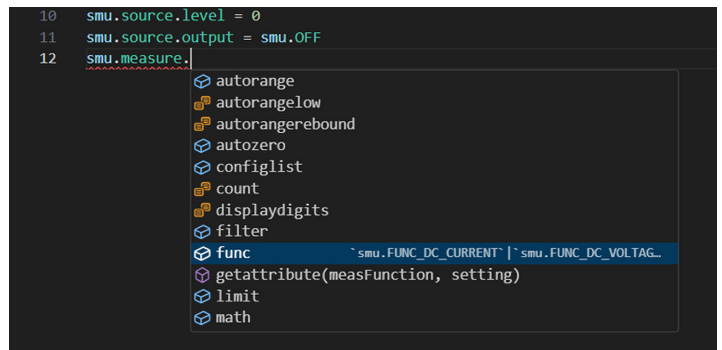 10 smu.source.level = 0
11 smu.source.output = smu.OFF
12 smu.measure.
autorange
autorangelow
autorangerebound
autozero
configlist
count
displaydigits
filter
func `smu.FUNC_DC_CURRENT`|`smu.FUNC_DC_VOLTAG…
getattribute(measFunction, setting)
limit
math